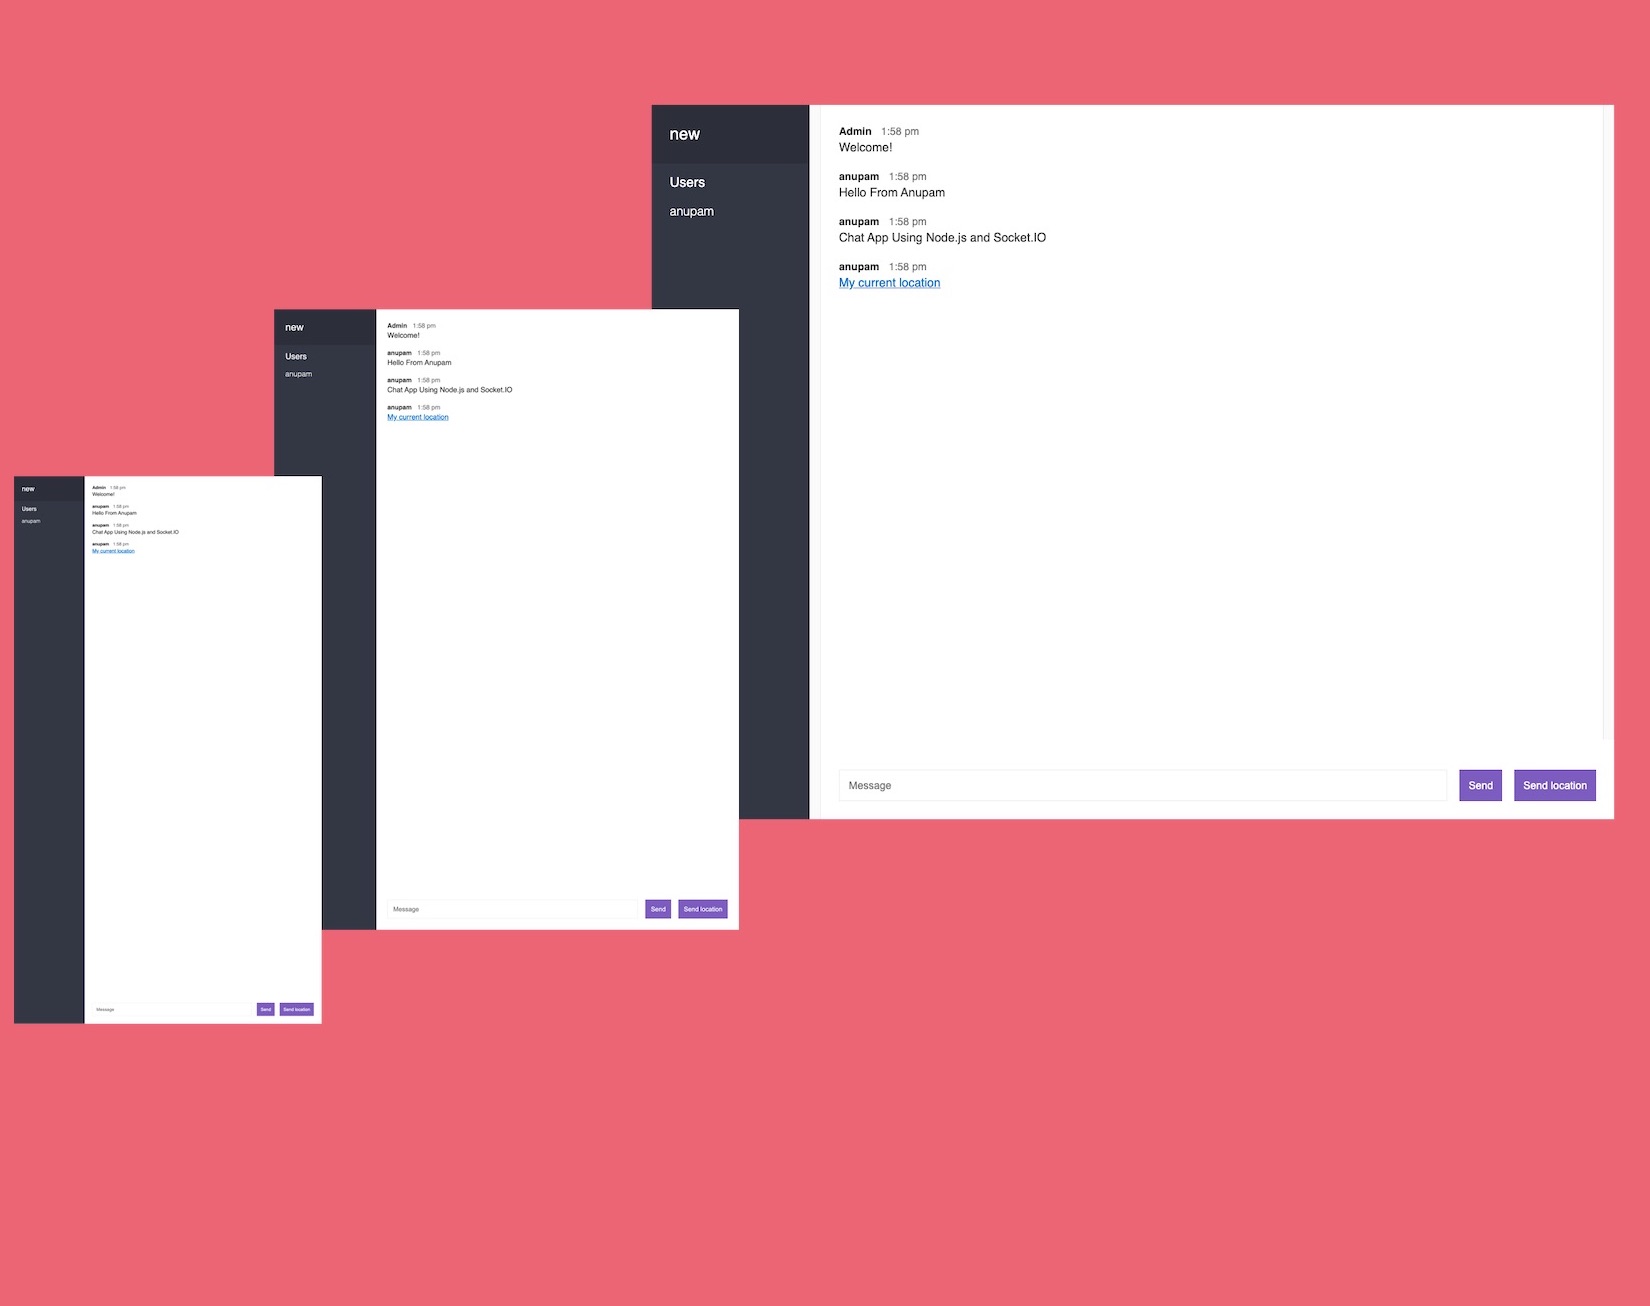 new
Users
anupam
Admin 1:58 pm
Welcome!
anupam 1:58 pm
Hello From Anupam
anupam 1:58 pm
Chat App Using Node.js and Socket.IO
anupam 1:58 pm
My current location
Message
Send
Send location
new
Users
anupam
Admin 1:58 pm
Welcome!
anupam 1:58 pm
Hello From Anupam
anupam 1:58 pm
Chat App Using Node.js and Socket.IO
anupam 1:58 pm
My current location
Message
Send
Send location
new
Users
anupam
Admin 1:58 pm
Welcome!
anupam 1:58 pm
Hello From Anupam
anupam 1:58 pm
Chat App Using Node.js and Socket.IO
anupam 1:58 pm
My current location
Message
Send
Send location